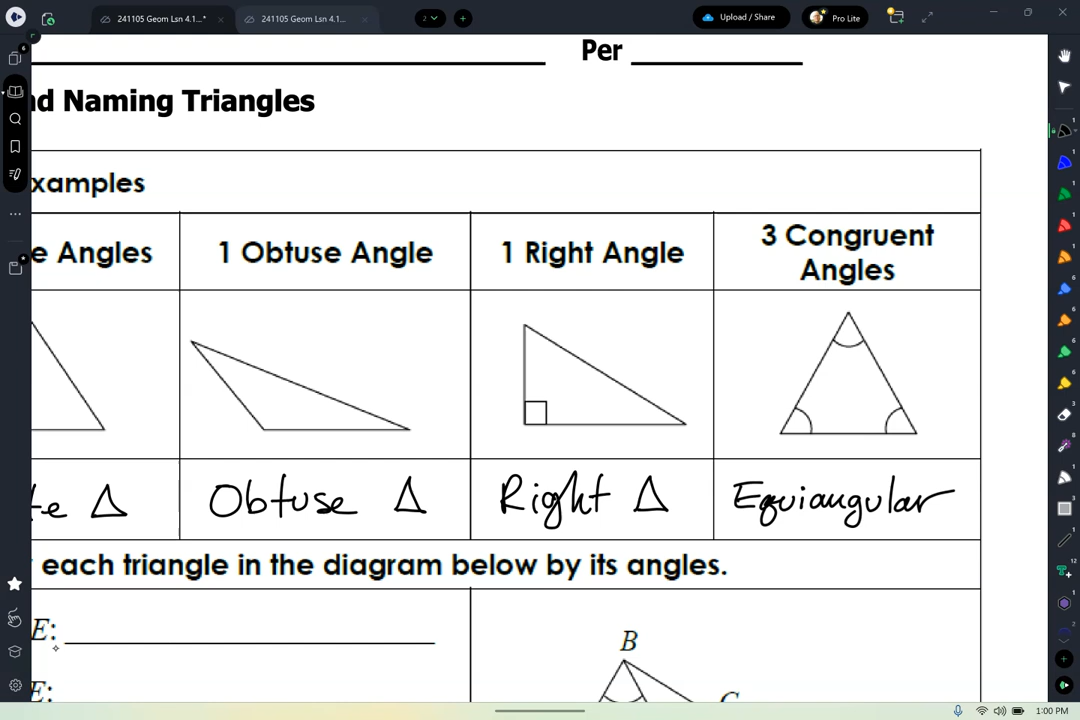 241105 Geom Lsn 4.1...*
241105 Geom Lsn 4.1...
2
Upload / Share
Pro Lite
Per
nd Naming Triangles
xamples
e Angles
1 Obtuse Angle
1 Right Angle
3 Congruent
Angles
te Δ
Obtuse Δ
Right Δ
Equiangular
each triangle in the diagram below by its angles.
E:
B
E:
C
1:00 PM